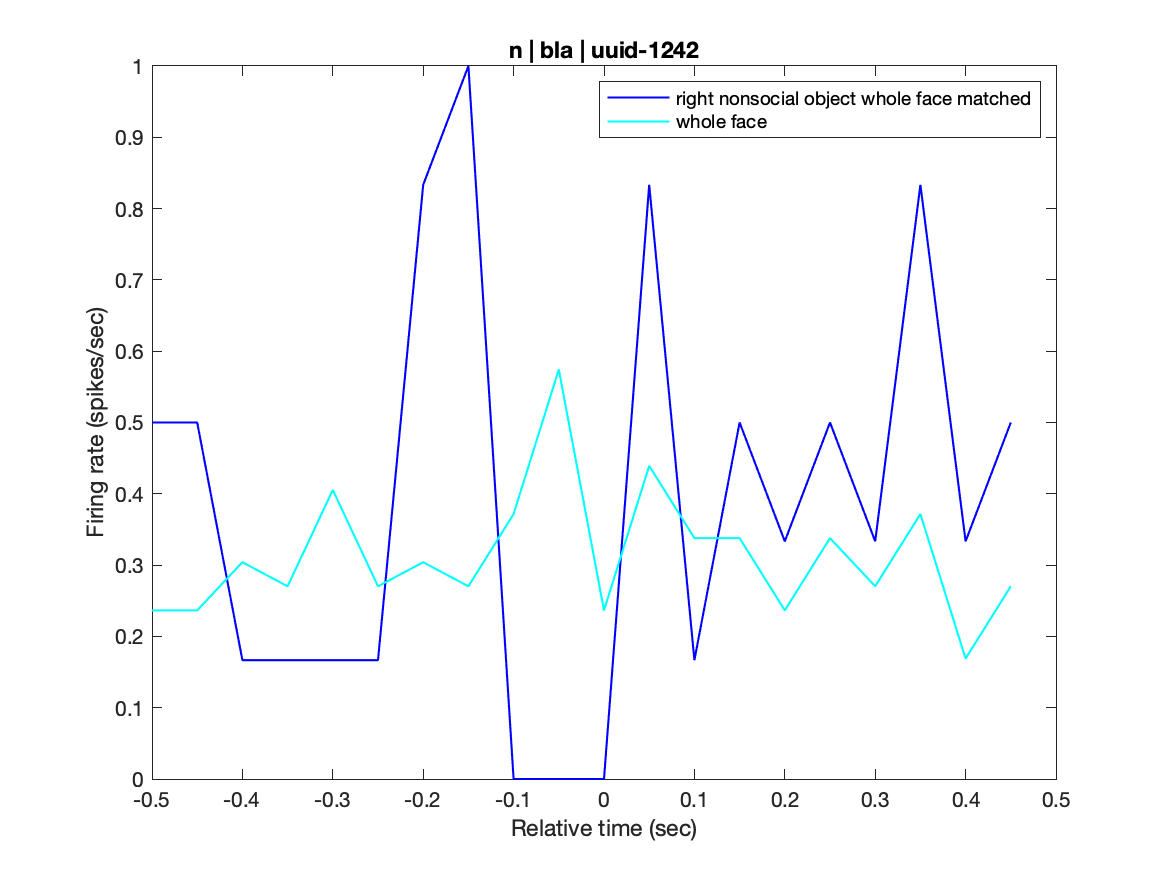 n | bla | uuid-1242
right nonsocial object whole face matched
whole face
1
0.9
0.8
0.7
0.6
0.5
0.4
0.3
0.2
0.1
0
Firing rate (spikes/sec)
-0.5 -0.4 -0.3 -0.2 -0.1 0 0.1 0.2 0.3 0.4 0.5
Relative time (sec)